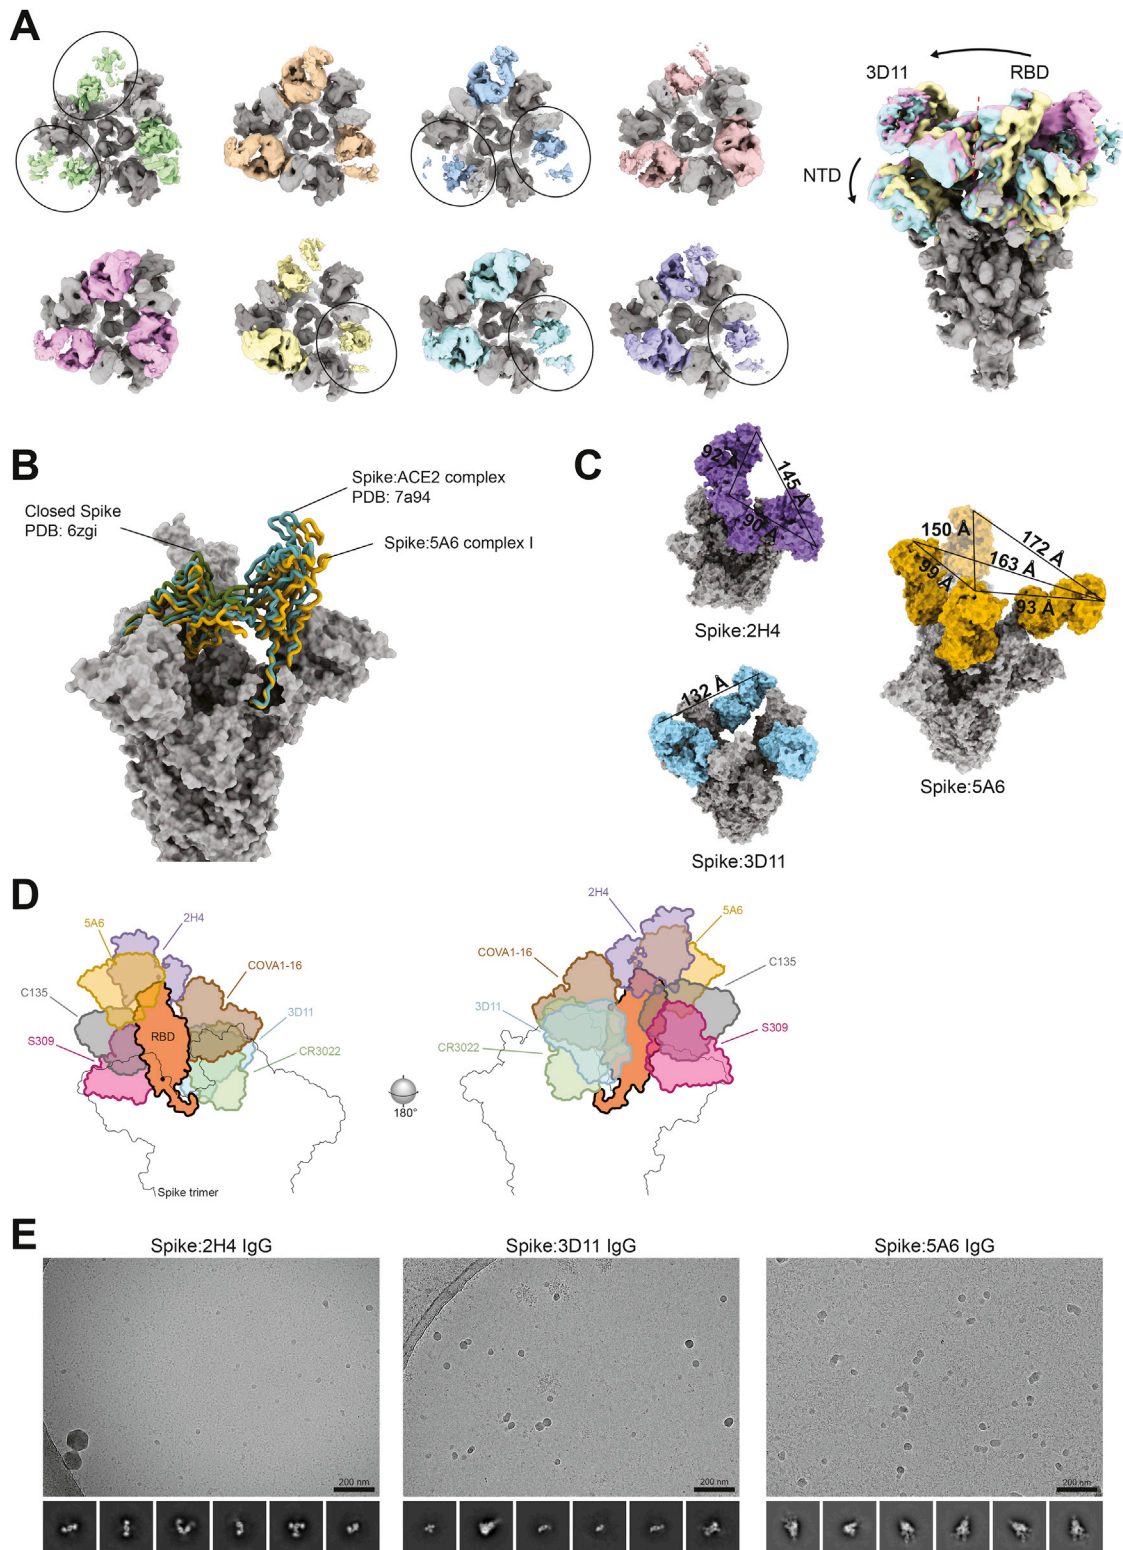 A
3D11
RBD
NTD
B
Closed Spike
PDB: 6zgi
Spike:ACE2 complex
PDB: 7a94
Spike:5A6 complex I
C
92 Å
145 Å
90 Å
Spike:2H4
150 Å
172 Å
163 Å
99 Å
93 Å
Spike:5A6
132 Å
Spike:3D11
D
5A6
2H4
COVA1-16
C135
3D11
S309
RBD
CR3022
Spike trimer
180°
2H4
5A6
COVA1-16
C135
3D11
S309
CR3022
E
Spike:2H4 IgG
Spike:3D11 IgG
Spike:5A6 IgG
200 nm
200 nm
200 nm